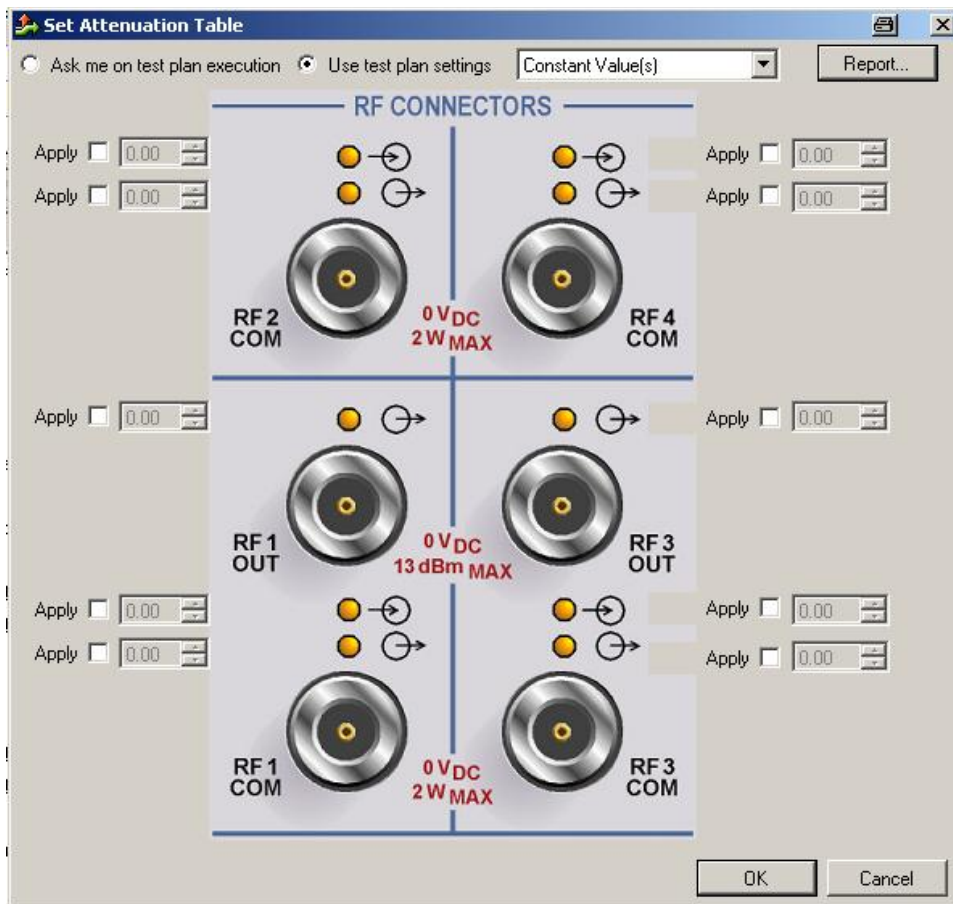 Set Attenuation Table
Ask me on test plan execution Use test plan settings Constant Value(s) Report...
RF CONNECTORS
Apply 0.00 Apply 0.00
Apply 0.00 Apply 0.00
RF 2 COM 0 VDC 2 W MAX RF 4 COM
Apply 0.00 Apply 0.00
RF 1 OUT 0 VDC 13 dBm MAX RF 3 OUT
Apply 0.00 Apply 0.00
Apply 0.00 Apply 0.00
RF 1 COM 0 VDC 2 W MAX RF 3 COM
OK Cancel